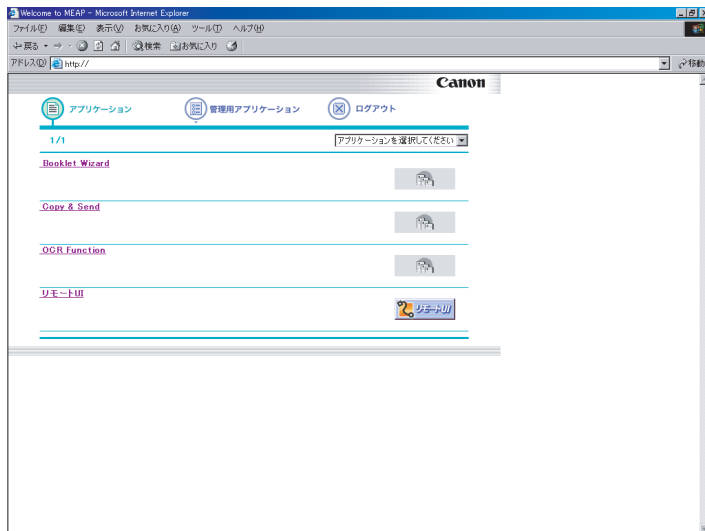 Welcome to MEAP - Microsoft Internet Explorer
ファイル(F) 編集(E) 表示(V) お気に入り(A) ツール(T) ヘルプ(H)
戻る 検索 お気に入り
アドレス(D) http:// 移動
Canon
アプリケーション 管理用アプリケーション ログアウト
1/1 アプリケーションを選択してください
Booklet Wizard
Copy & Send
OCR Function
リモートUI
リモートUI